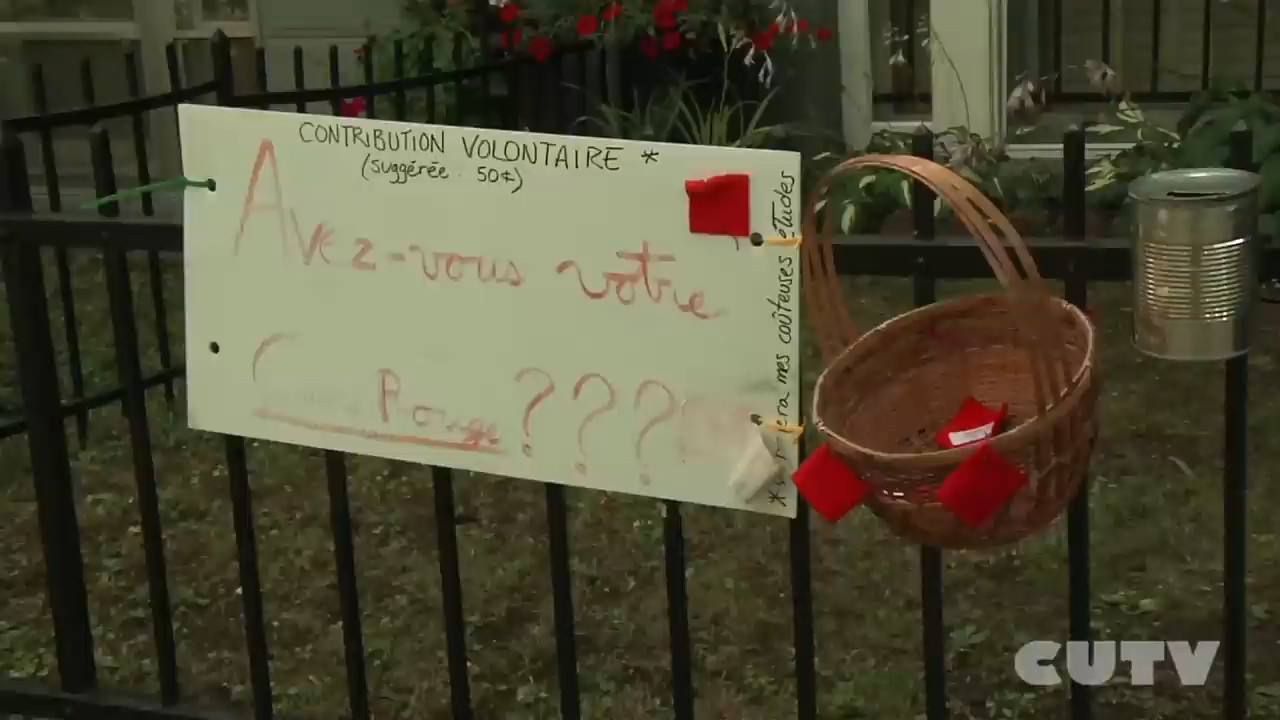 CONTRIBUTION VOLONTAIRE *
(suggérée. 50¢)
Avez-vous votre
Rouge???
mes coûteuses études
CUTV